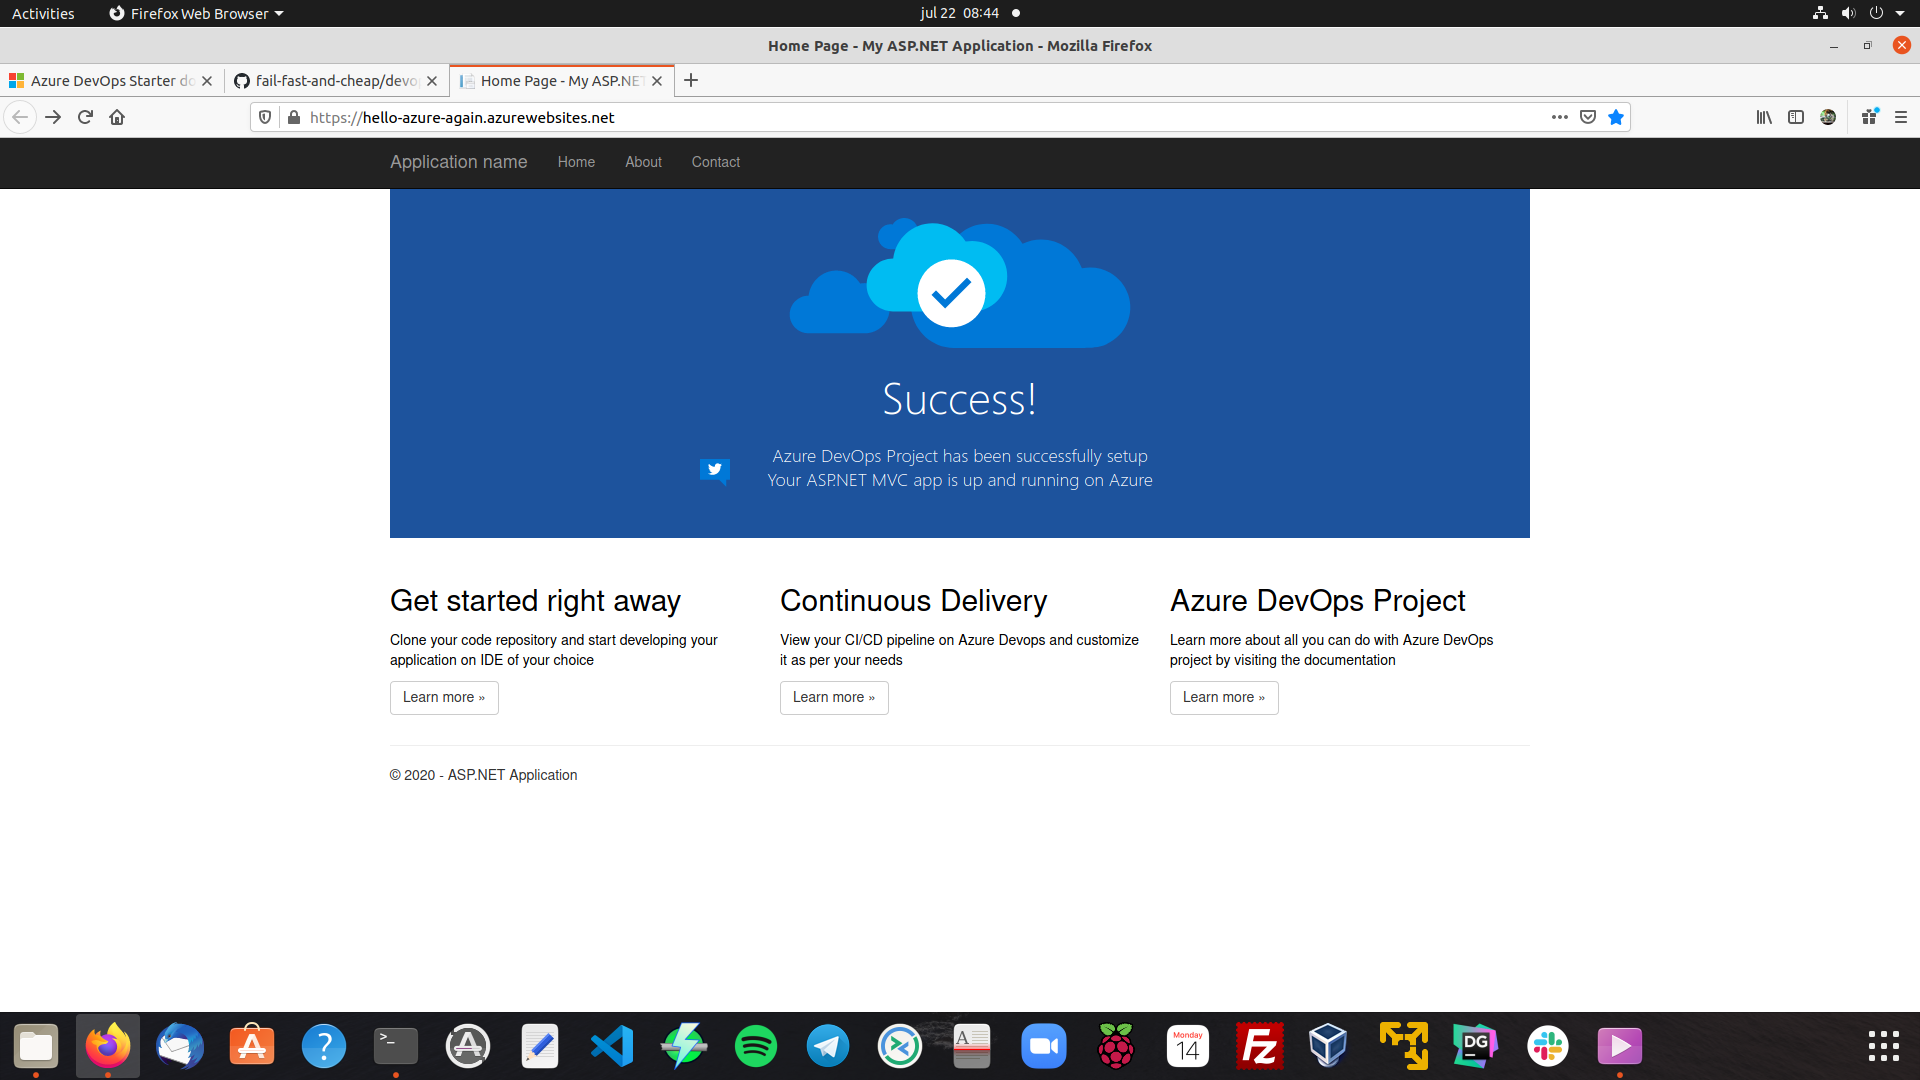 Activities
Firefox Web Browser
jul 22 08:44
Home Page - My ASP.NET Application - Mozilla Firefox
Azure DevOps Starter do
fail-fast-and-cheap/devop
Home Page - My ASP.NET
https://hello-azure-again.azurewebsites.net
Application name
Home
About
Contact
Success!
Azure DevOps Project has been successfully setup
Your ASP.NET MVC app is up and running on Azure
Get started right away
Clone your code repository and start developing your
application on IDE of your choice
Learn more »
Continuous Delivery
View your CI/CD pipeline on Azure Devops and customize
it as per your needs
Learn more »
Azure DevOps Project
Learn more about all you can do with Azure DevOps
project by visiting the documentation
Learn more »
© 2020 - ASP.NET Application
?
>_
A
Monday
14
Fz
DG